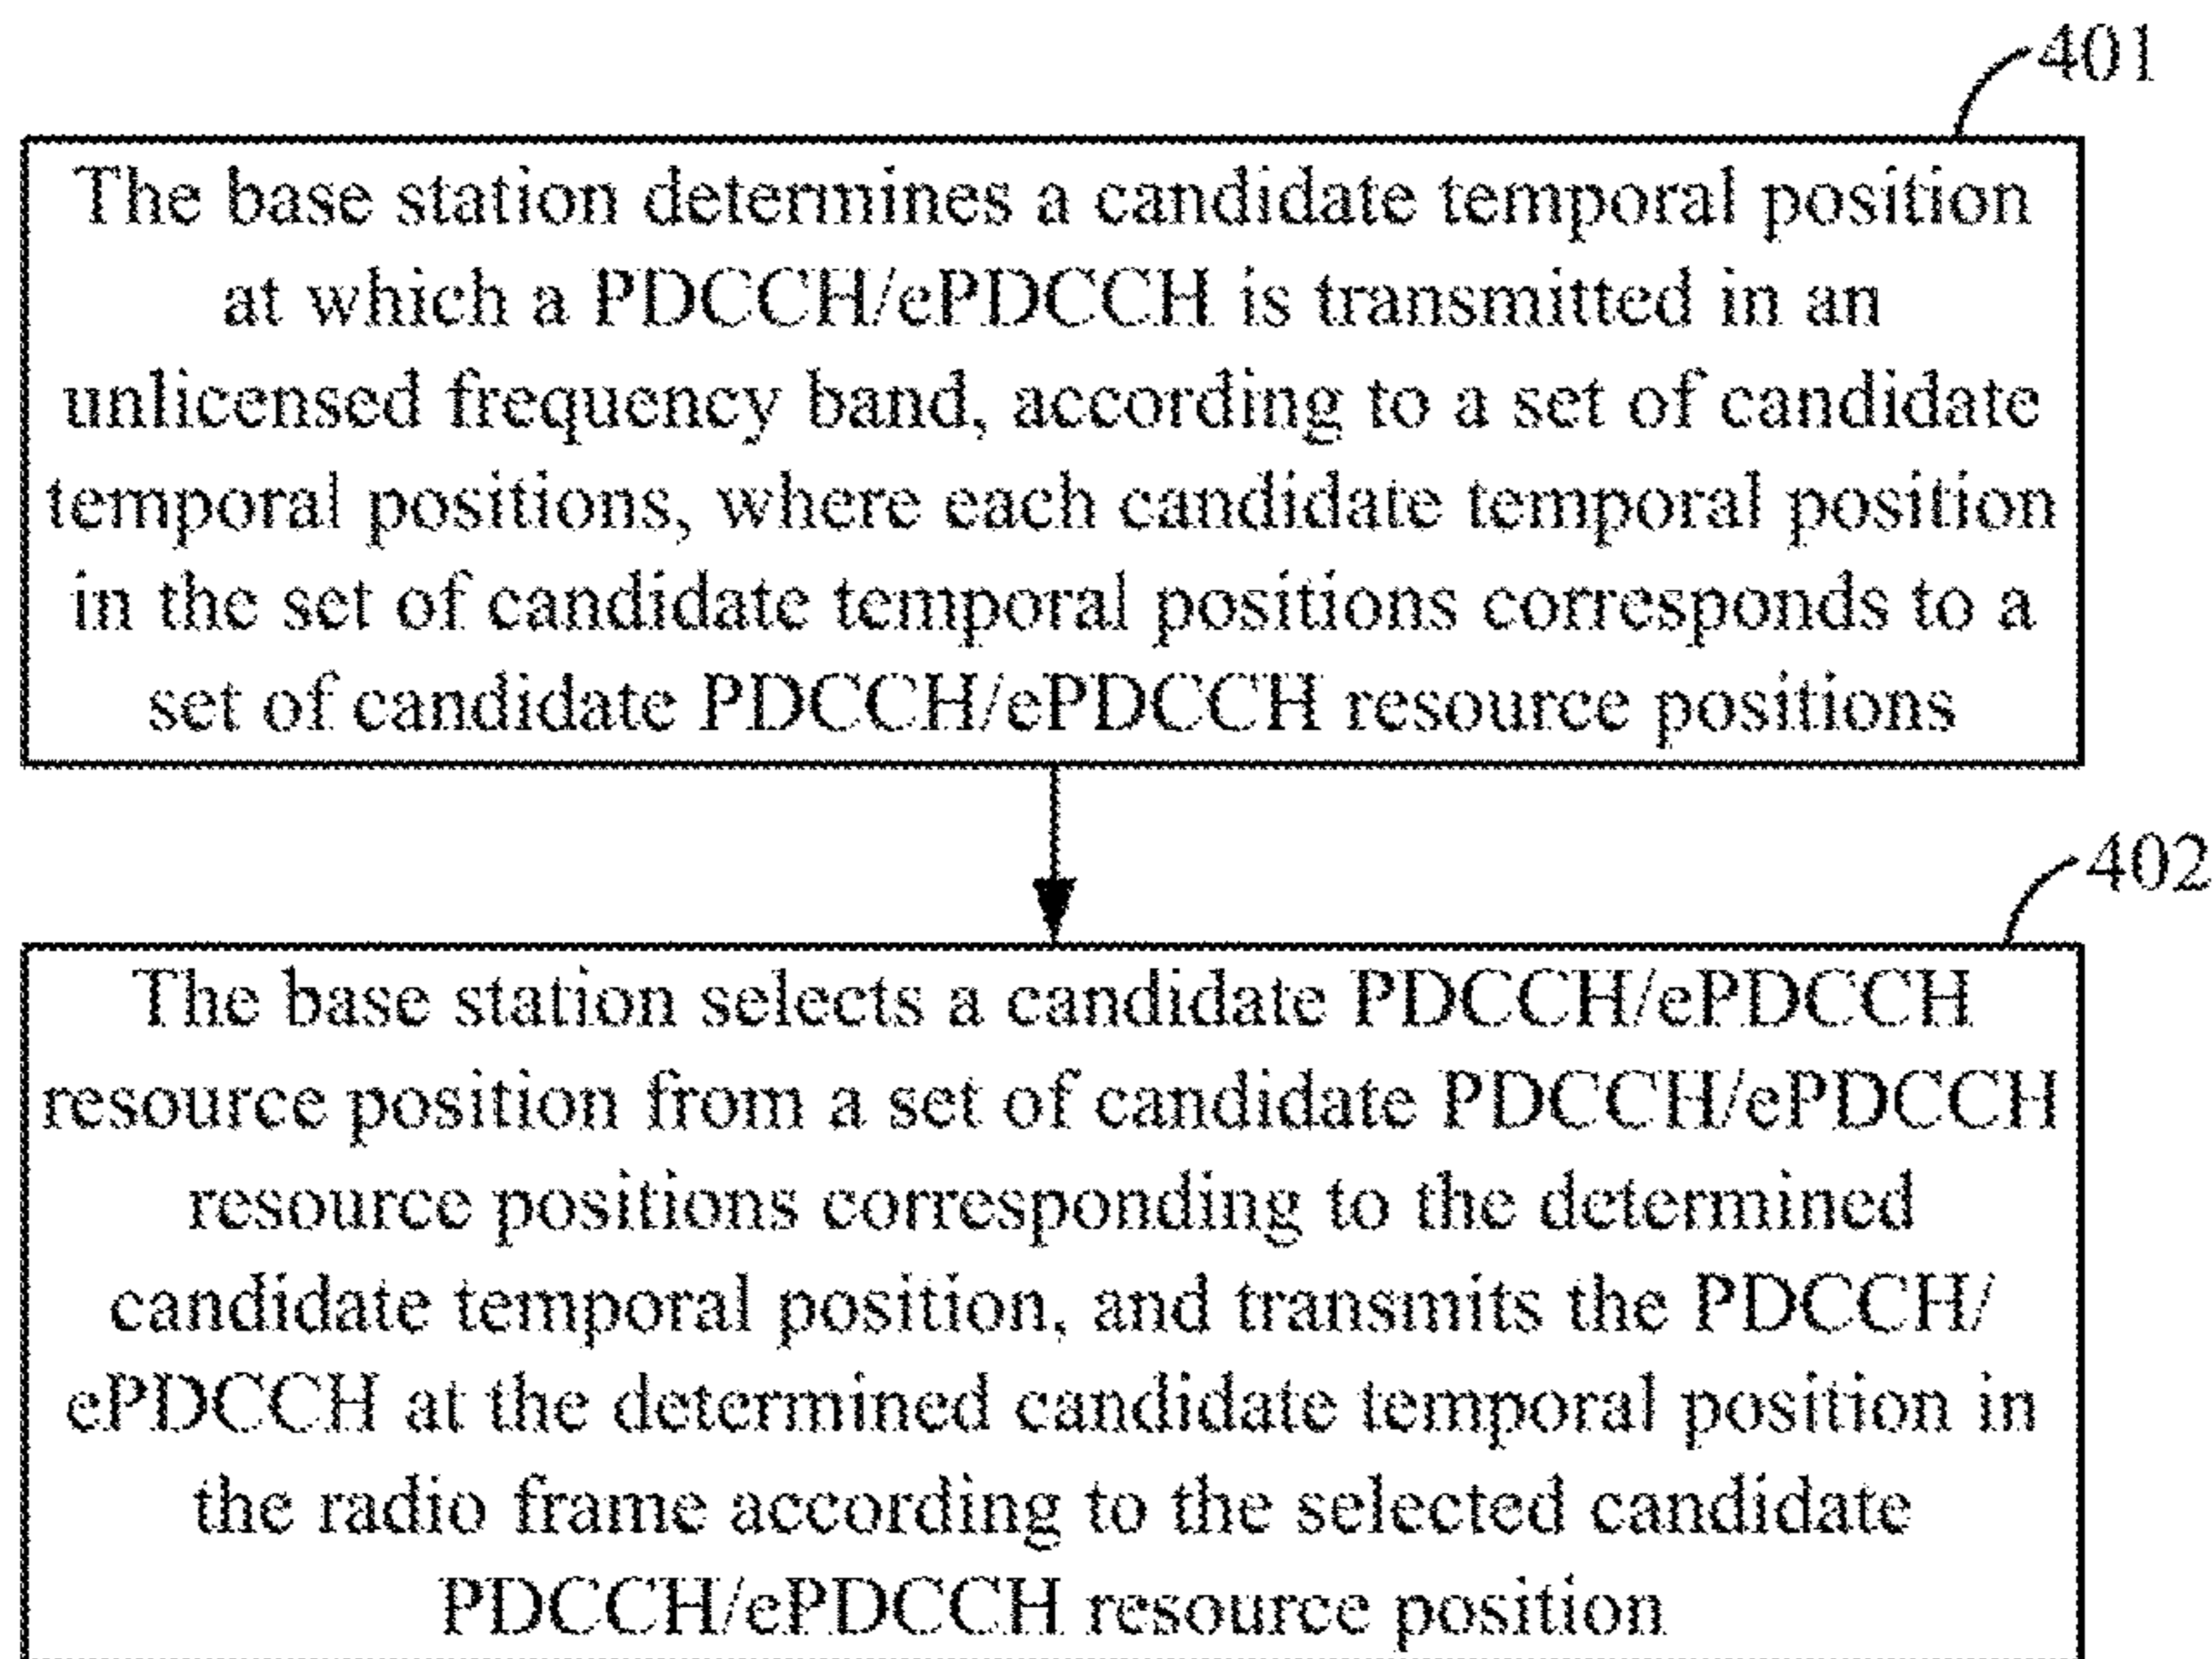 401
The base station determines a candidate temporal position
at which a PDCCH/ePDCCH is transmitted in an
unlicensed frequency band, according to a set of candidate
temporal positions, where each candidate temporal position
in the set of candidate temporal positions corresponds to a
set of candidate PDCCH/ePDCCH resource positions
402
The base station selects a candidate PDCCH/ePDCCH
resource position from a set of candidate PDCCH/ePDCCH
resource positions corresponding to the determined
candidate temporal position, and transmits the PDCCH/
ePDCCH at the determined candidate temporal position in
the radio frame according to the selected candidate
PDCCH/ePDCCH resource position